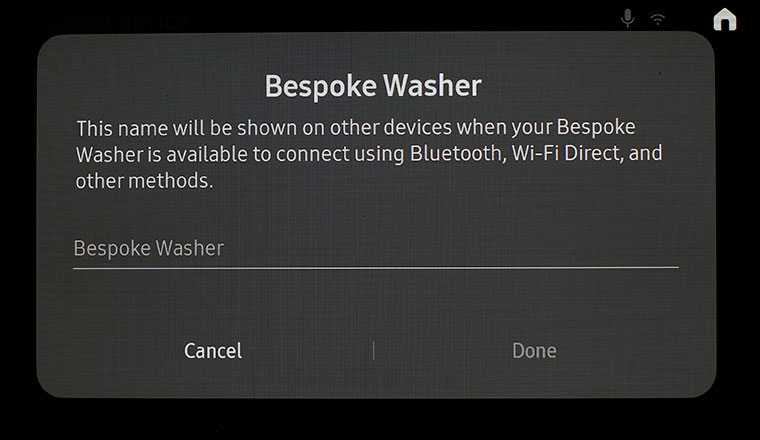 About device
Bespoke Washer
This name will be shown on other devices when your Bespoke
Washer is available to connect using Bluetooth, Wi-Fi Direct, and
other methods.
Bespoke Washer
Cancel | Done